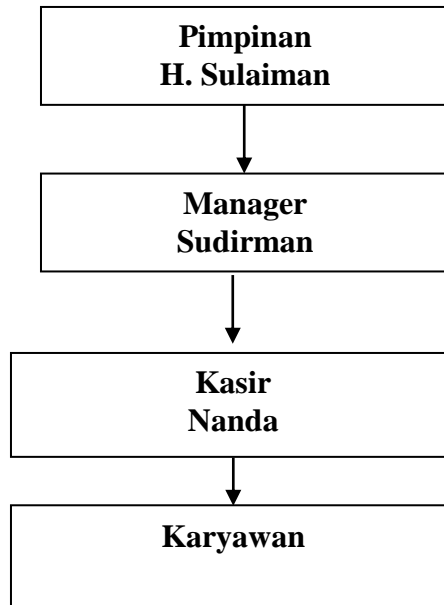 Pimpinan
H. Sulaiman
Manager
Sudirman
Kasir
Nanda
Karyawan